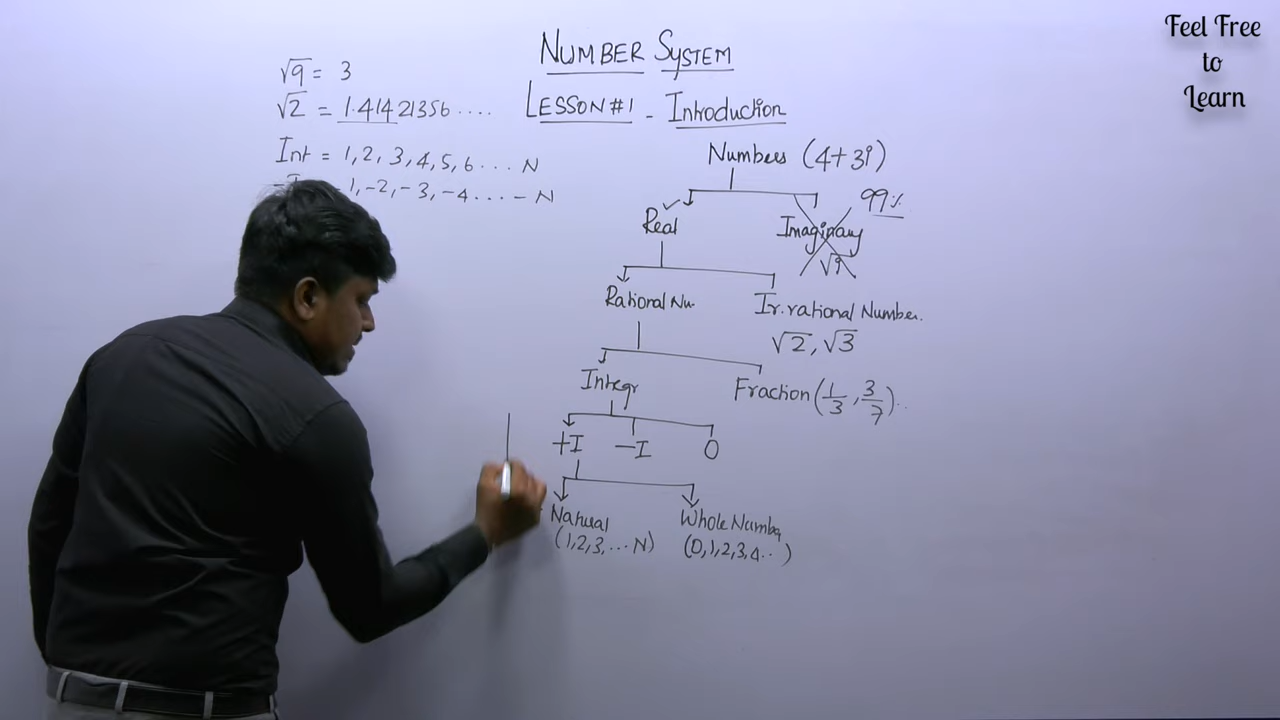 Feel Free
to
Learn
NUMBER SYSTEM
LESSON #1 - Introduction
√9 = 3
√2 = 1.41421356....
Int = 1, 2, 3, 4, 5, 6... N
1, -2, -3, -4.... - N
Numbers (4+3i)
99%
Real
Imaginary
Rational Nu.
Ir.rational Number.
√2, √3
Integr
Fraction (1/3, 3/7)..
+I -I 0
Natural
(1,2,3,...N)
Whole Numbe
(0,1,2,3,4..)